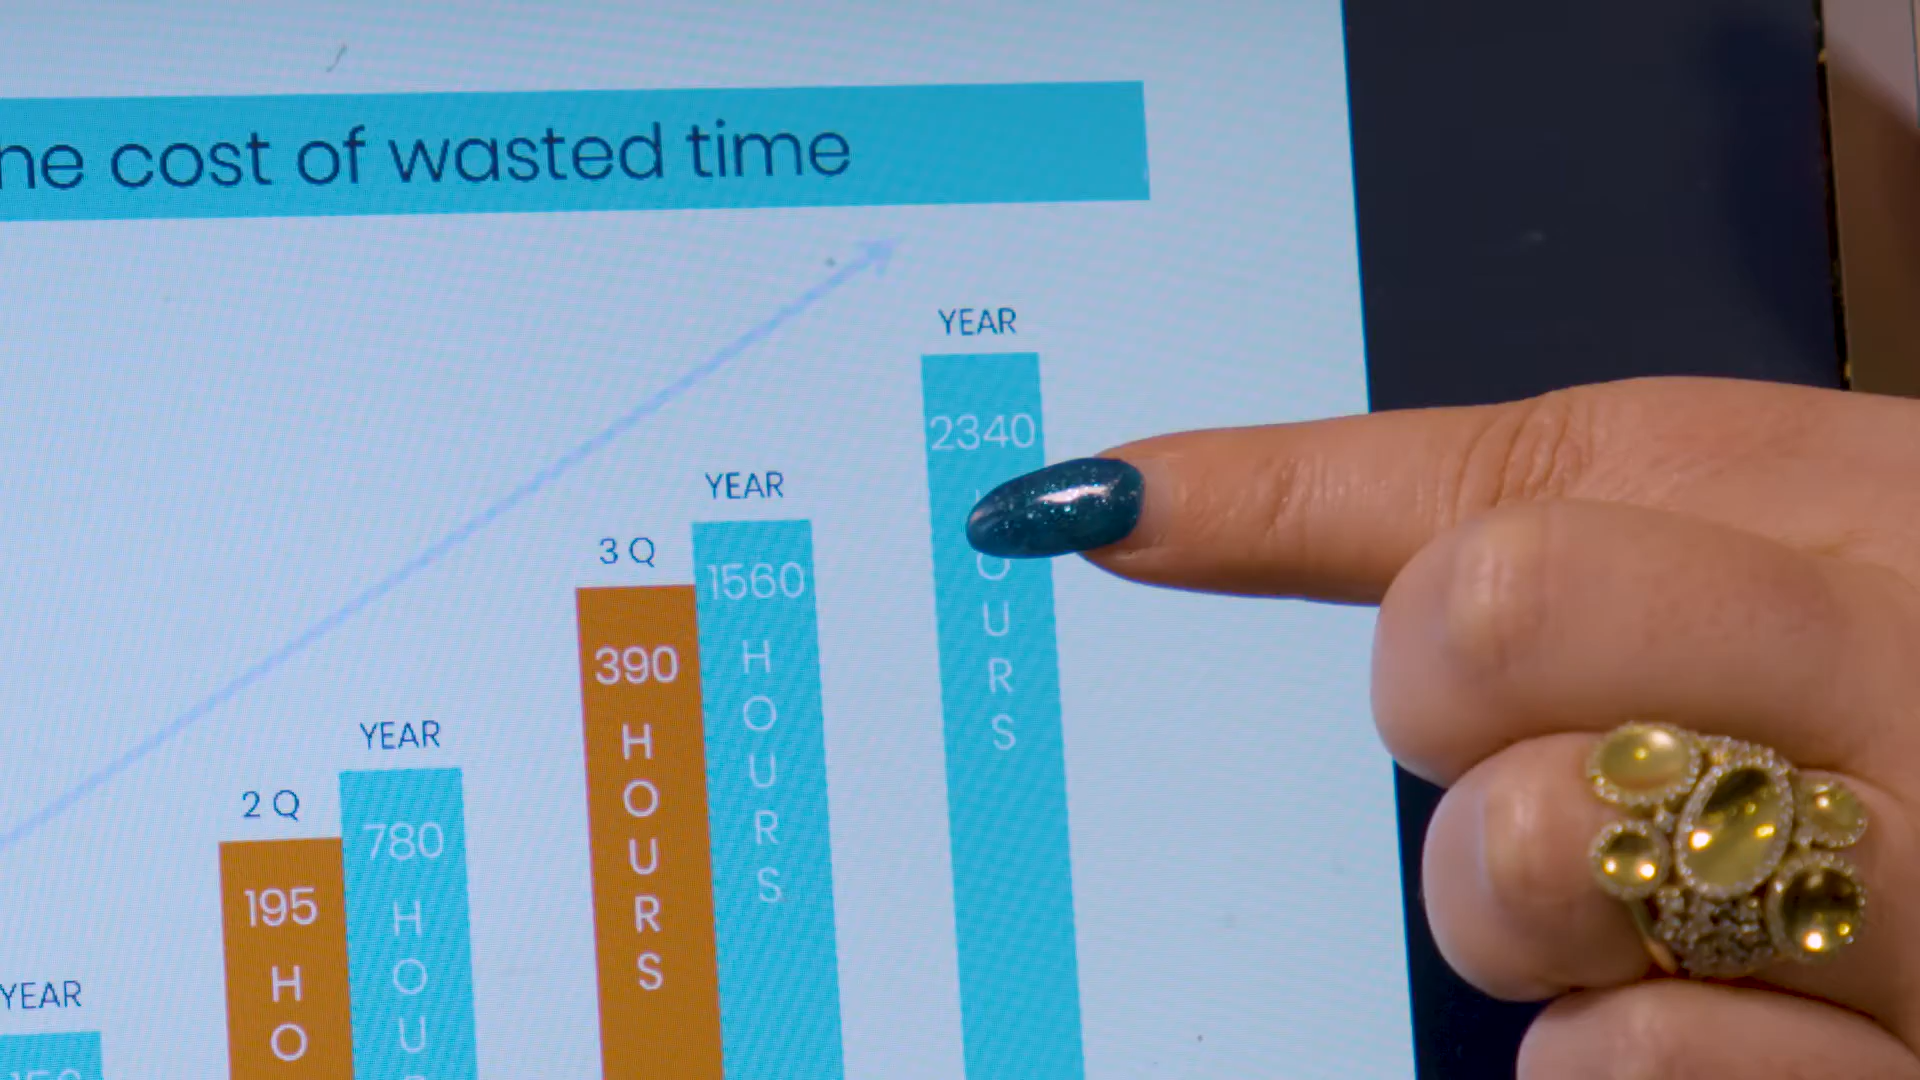 cost of wasted time
YEAR
2340
OURS
YEAR
1560
HOURS
3 Q
390
HOURS
YEAR
780
HOU
2 Q
195
HO
YEAR